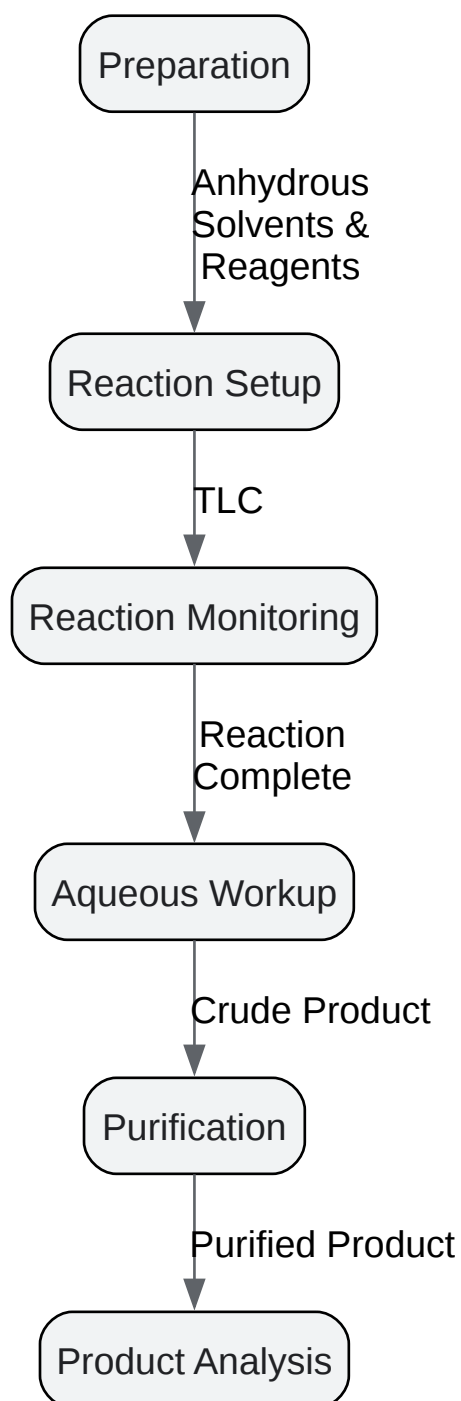 Preparation
Anhydrous
Solvents &
Reagents
Reaction Setup
TLC
Reaction Monitoring
Reaction
Complete
Aqueous Workup
Crude Product
Purification
Purified Product
Product Analysis